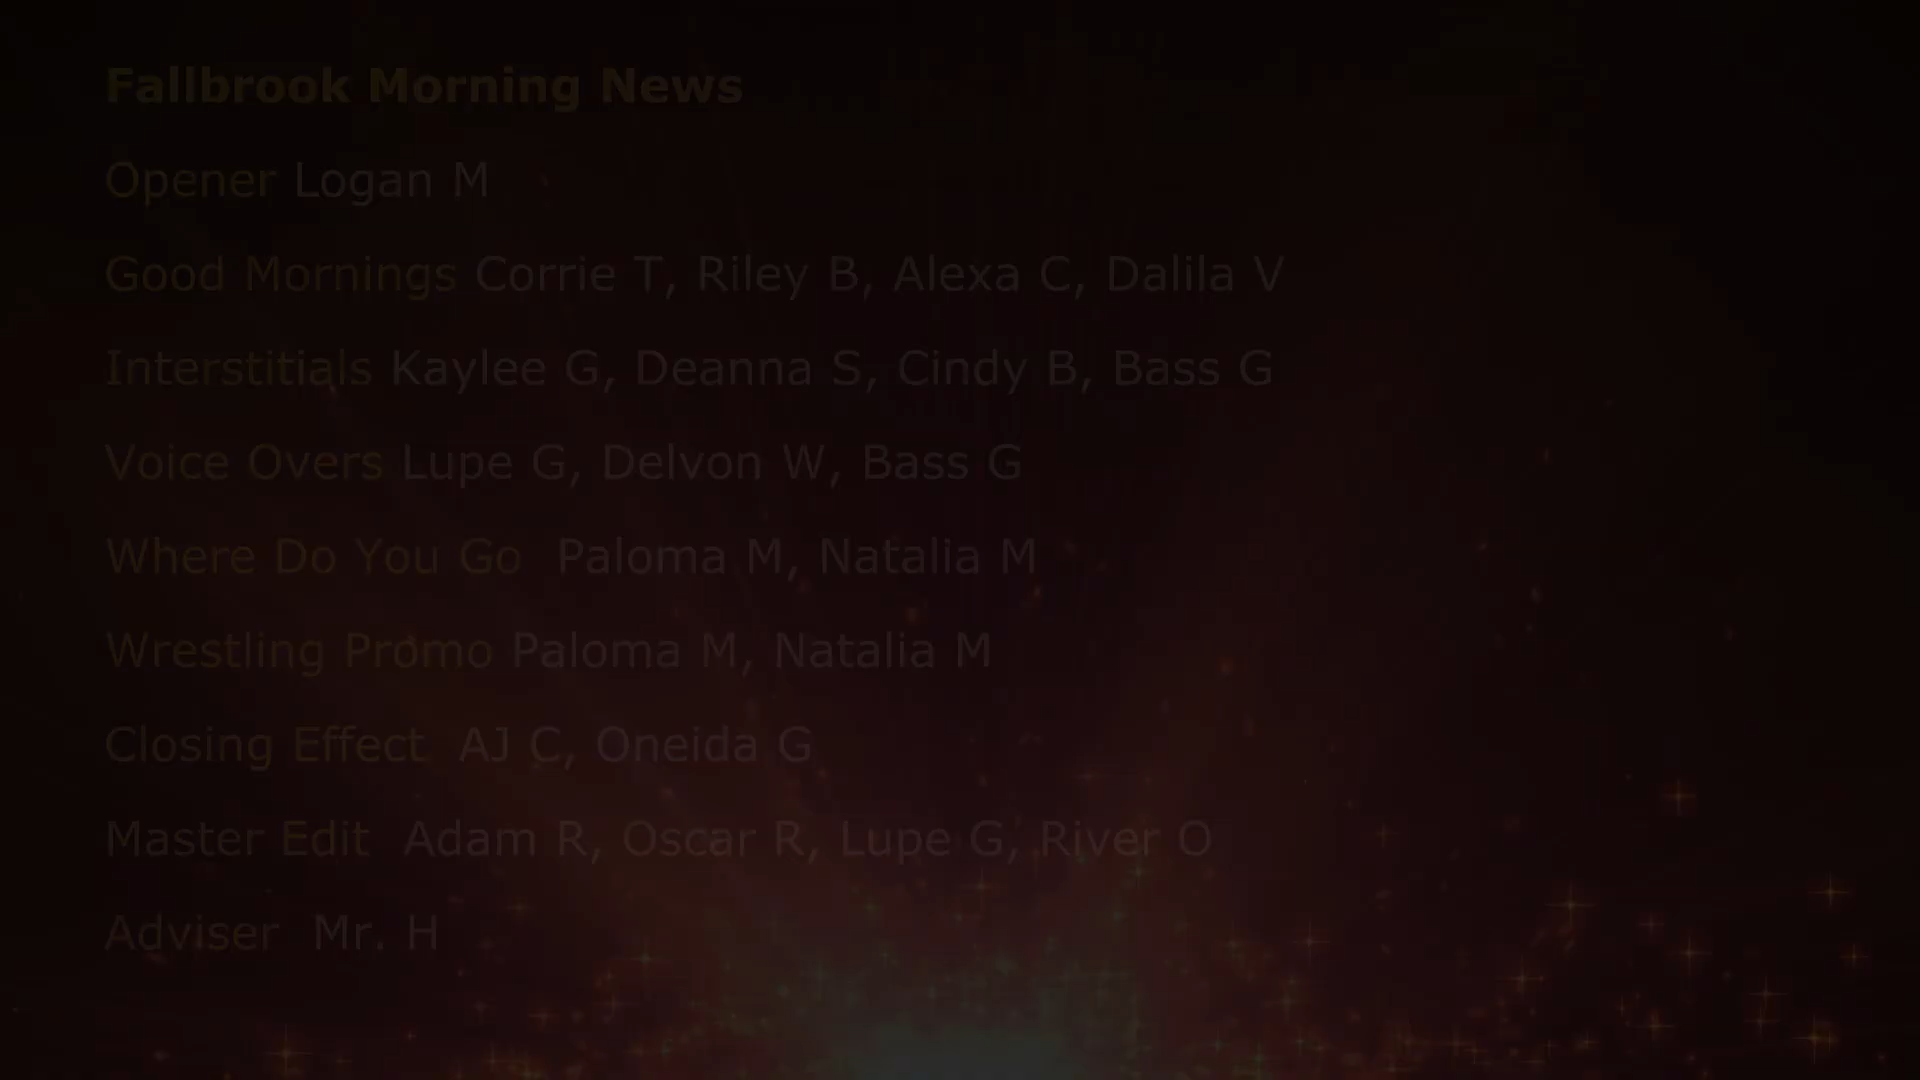 Fallbrook Morning News
Opener Logan M
Good Mornings Corrie T, Riley B, Alexa C, Dalila V
Interstitials Kaylee G, Deanna S, Cindy B, Bass G
Voice Overs Lupe G, Delvon W, Bass G
Where Do You Go Paloma M, Natalia M
Wrestling Promo Paloma M, Natalia M
Closing Effect AJ C, Oneida G
Master Edit Adam R, Oscar R, Lupe G, River O
Adviser Mr. H